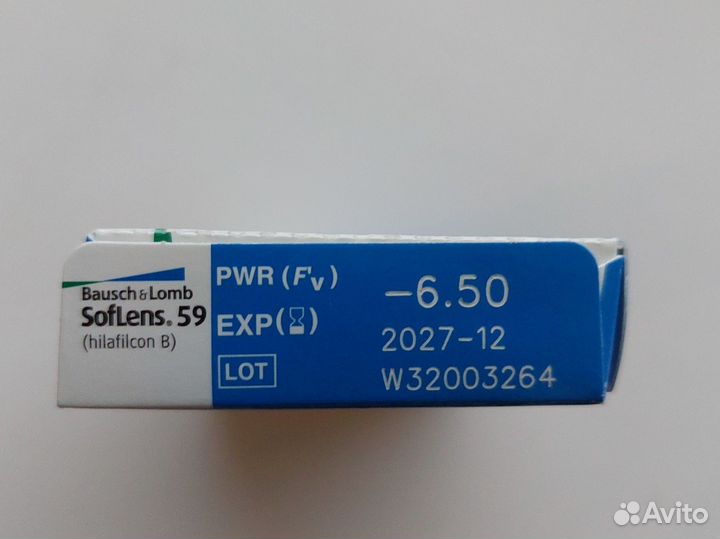 Bausch & Lomb
SofLens® 59
(hilafilcon B)
PWR (F'v) -6.50
EXP (⌛) 2027-12
LOT W32003264
Avito